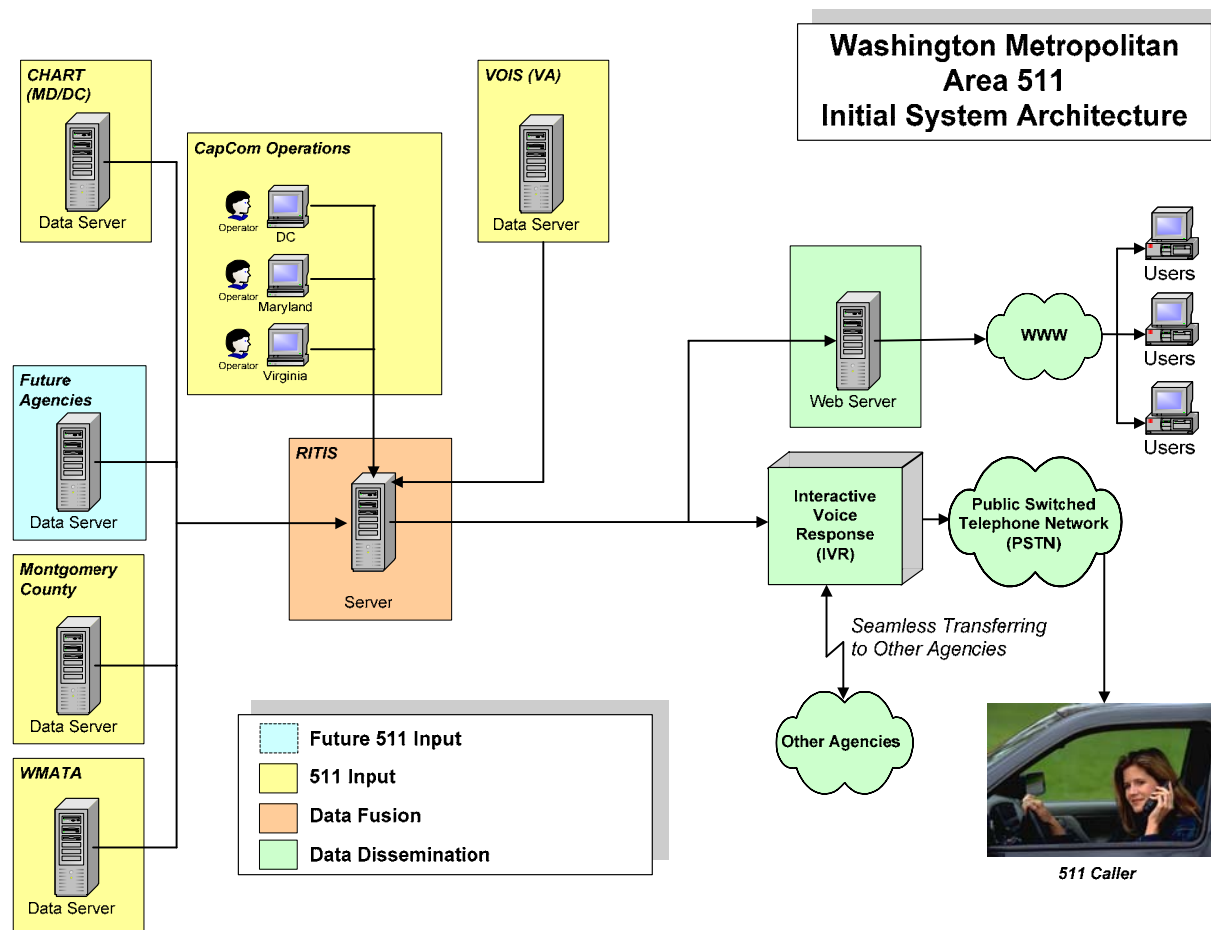 Washington Metropolitan
Area 511
Initial System Architecture
CHART
(MD/DC)
Data Server
CapCom Operations
Operator
DC
Operator
Maryland
Operator
Virginia
VOIS (VA)
Data Server
Future
Agencies
Data Server
Montgomery
County
Data Server
WMATA
Data Server
RITIS
Server
Web Server
WWW
Users
Users
Users
Interactive
Voice
Response
(IVR)
Public Switched
Telephone Network
(PSTN)
Seamless Transferring
to Other Agencies
Other Agencies
511 Caller
Future 511 Input
511 Input
Data Fusion
Data Dissemination